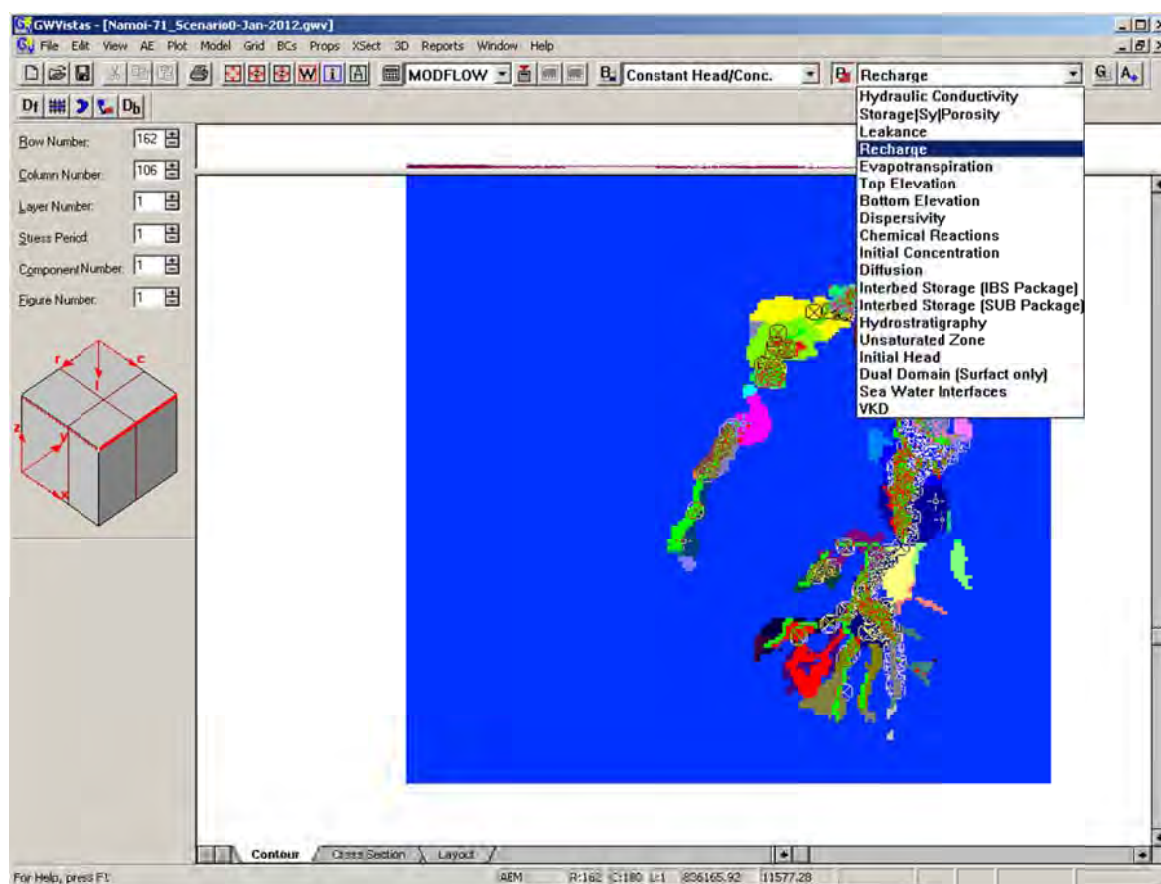 GWVistas - [Namoi-71_Scenario0-Jan-2012.gwv]
File Edit View AE Plot Model Grid BCs Props XSect 3D Reports Window Help
W i A MODFLOW B Constant Head/Conc. Recharge G A+
Df Db
Row Number: 162
Column Number: 106
Layer Number: 1
Stress Period: 1
Component Number: 1
Figure Number: 1
Hydraulic Conductivity
Storage|Sy|Porosity
Leakance
Recharge
Evapotranspiration
Top Elevation
Bottom Elevation
Dispersivity
Chemical Reactions
Initial Concentration
Diffusion
Interbed Storage (IBS Package)
Interbed Storage (SUB Package)
Hydrostratigraphy
Unsaturated Zone
Initial Head
Dual Domain (Surfact only)
Sea Water Interfaces
VKD
r c
l
z y
x
Contour Cross Section Layout
For Help, press F1 AEM R:162 C:180 L:1 836165.92 11577.28